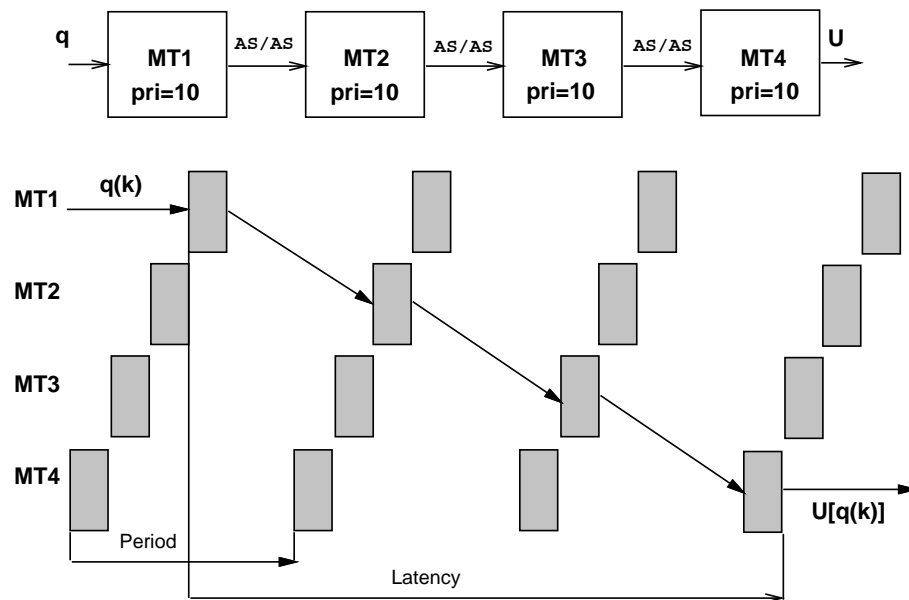 q
MT1
pri=10
AS/AS
MT2
pri=10
AS/AS
MT3
pri=10
AS/AS
MT4
pri=10
U
MT1
q(k)
MT2
MT3
MT4
U[q(k)]
Period
Latency